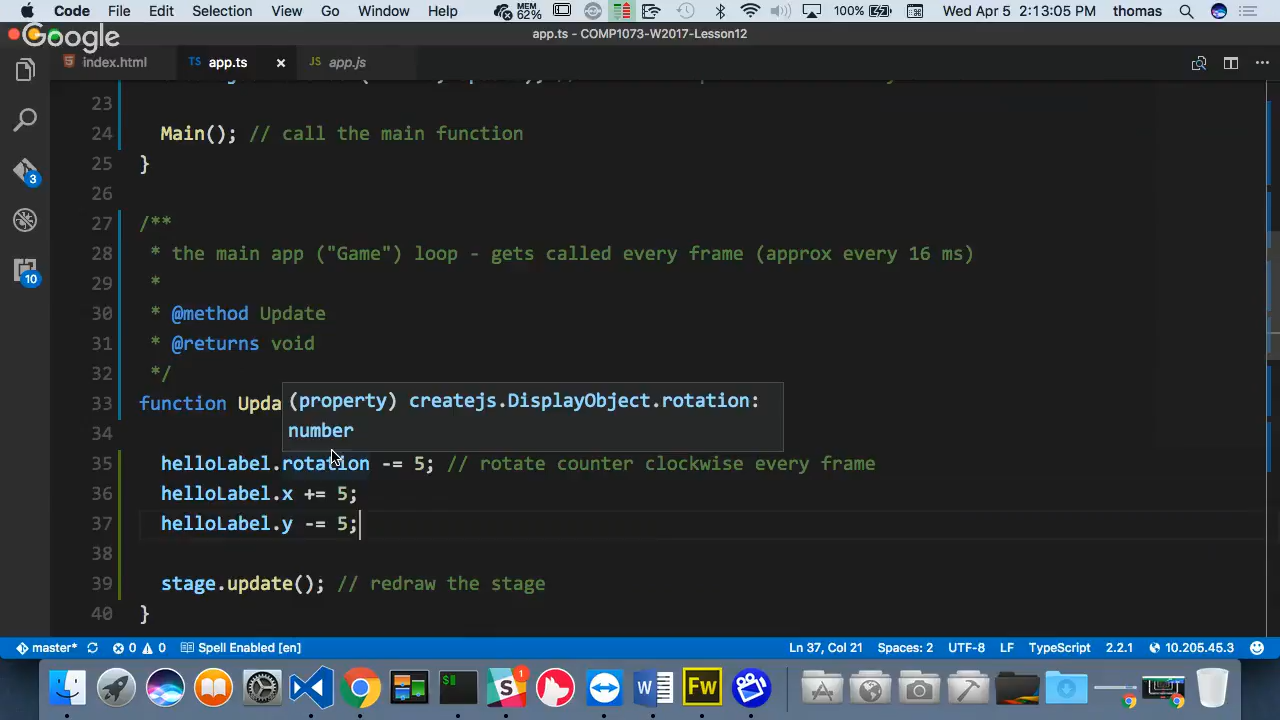 Code File Edit Selection View Go Window Help MEM 62% 100% Wed Apr 5 2:13:05 PM thomas
Google
app.ts - COMP1073-W2017-Lesson12
index.html TS app.ts × JS app.js
23
24 Main(); // call the main function
25 }
26
27 /**
28 * the main app ("Game") loop - gets called every frame (approx every 16 ms)
29 *
30 * @method Update
31 * @returns void
32 */
(property) createjs.DisplayObject.rotation:
number
33 function Upda
34
35 helloLabel.rotation -= 5; // rotate counter clockwise every frame
36 helloLabel.x += 5;
37 helloLabel.y -= 5;
38
39 stage.update(); // redraw the stage
40 }
3
10
master* 0 0 Spell Enabled [en] Ln 37, Col 21 Spaces: 2 UTF-8 LF TypeScript 2.2.1 10.205.45.3
1
W
Fw